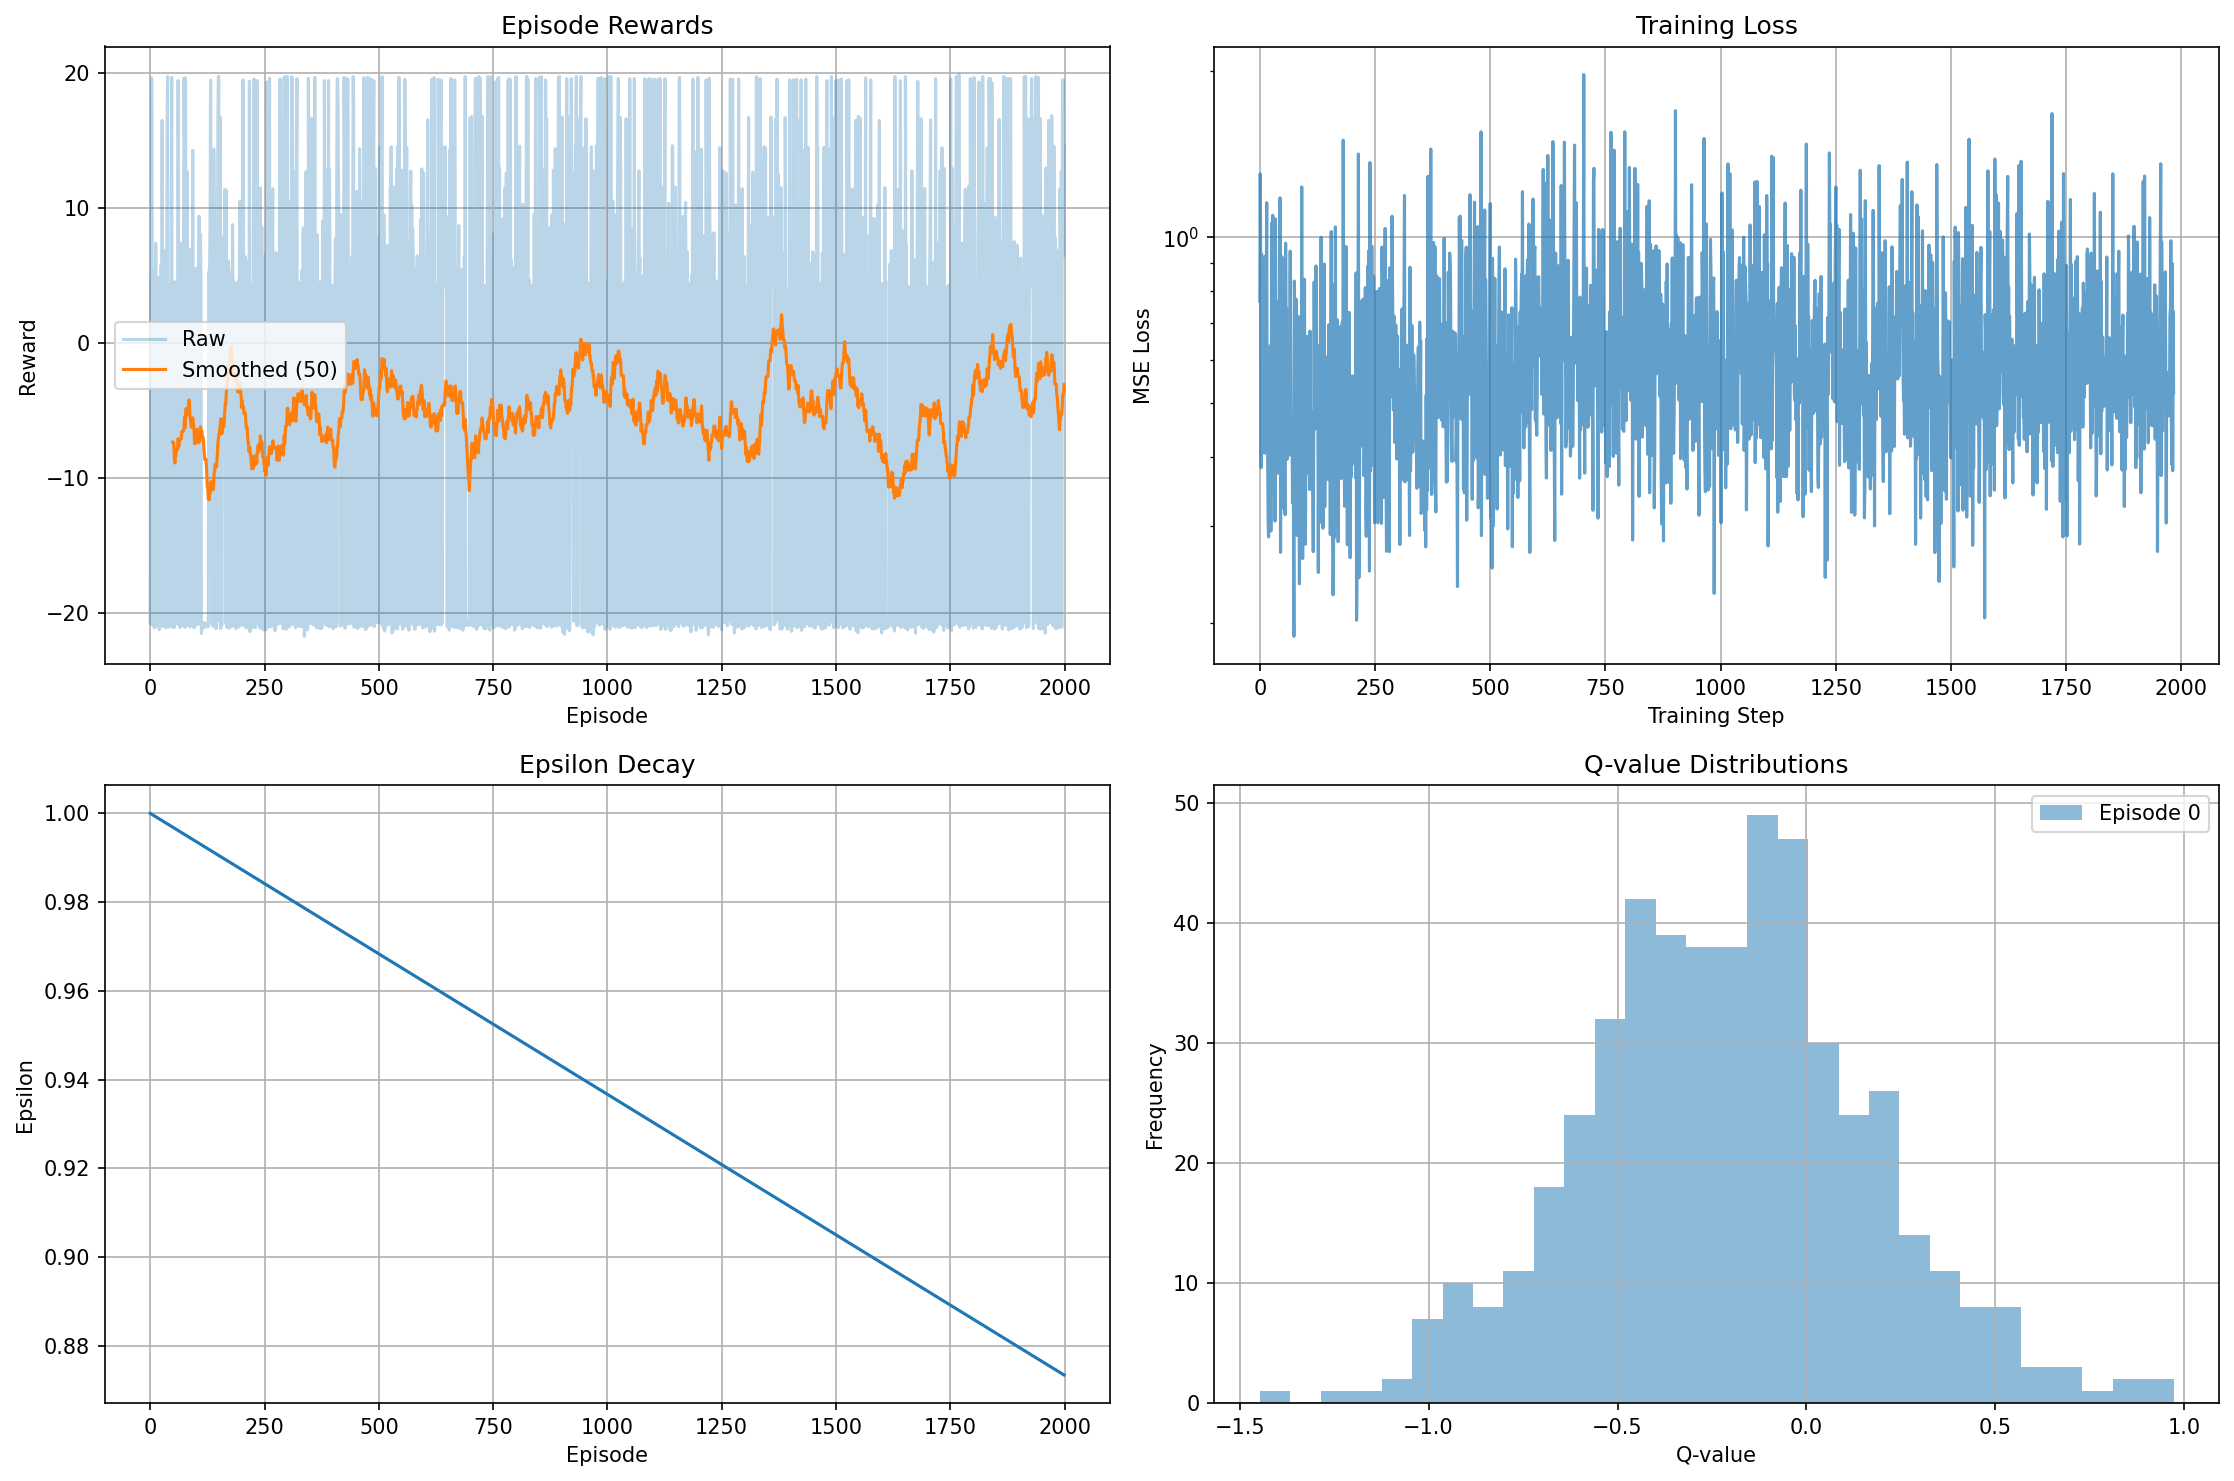 Episode Rewards
20
10
0
−10
−20
Reward
Raw
Smoothed (50)
0 250 500 750 1000 1250 1500 1750 2000
Episode
Training Loss
10⁰
MSE Loss
0 250 500 750 1000 1250 1500 1750 2000
Training Step
Epsilon Decay
1.00
0.98
0.96
0.94
0.92
0.90
0.88
Epsilon
0 250 500 750 1000 1250 1500 1750 2000
Episode
Q-value Distributions
50
40
30
20
10
0
Frequency
Episode 0
−1.5 −1.0 −0.5 0.0 0.5 1.0
Q-value